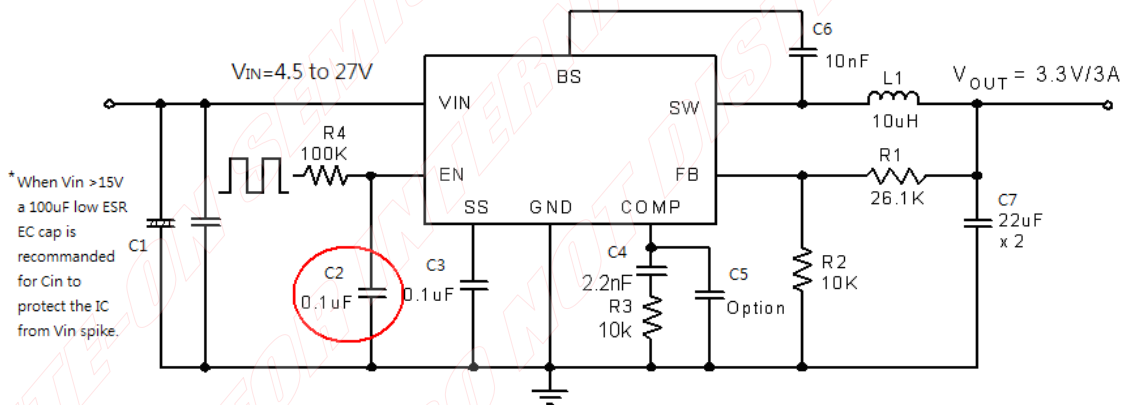 VIN=4.5 to 27V
BS
C6
10nF
VOUT = 3.3V/3A
VIN
SW
L1
10uH
R4
100K
EN
FB
R1
26.1K
* When Vin >15V
a 100uF low ESR
EC cap is
recommanded
for Cin to
protect the IC
from Vin spike.
C1
SS
GND
COMP
C7
22uF
x 2
C2
0.1uF
C3
0.1uF
C4
2.2nF
R3
10k
C5
Option
R2
10K